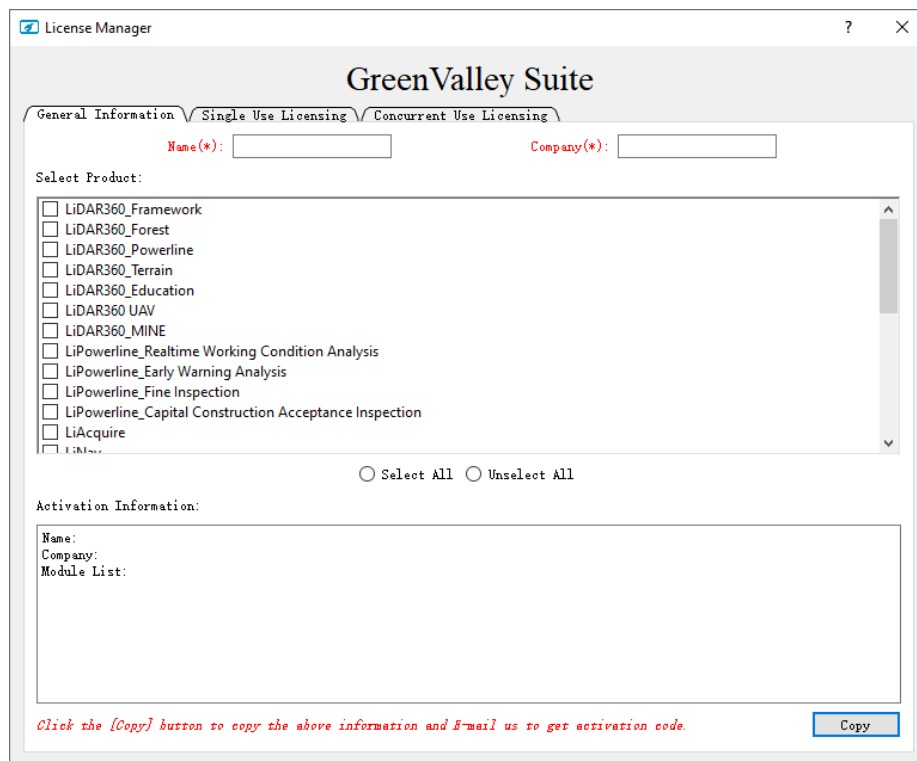 License Manager
GreenValley Suite
General Information Single Use Licensing Concurrent Use Licensing
Name(*): Company(*):
Select Product:
LiDAR360_Framework
LiDAR360_Forest
LiDAR360_Powerline
LiDAR360_Terrain
LiDAR360_Education
LiDAR360 UAV
LiDAR360_MINE
LiPowerline_Realtime Working Condition Analysis
LiPowerline_Early Warning Analysis
LiPowerline_Fine Inspection
LiPowerline_Capital Construction Acceptance Inspection
LiAcquire
LiNav
Select All Unselect All
Activation Information:
Name:
Company:
Module List:
Click the [Copy] button to copy the above information and E-mail us to get activation code.
Copy